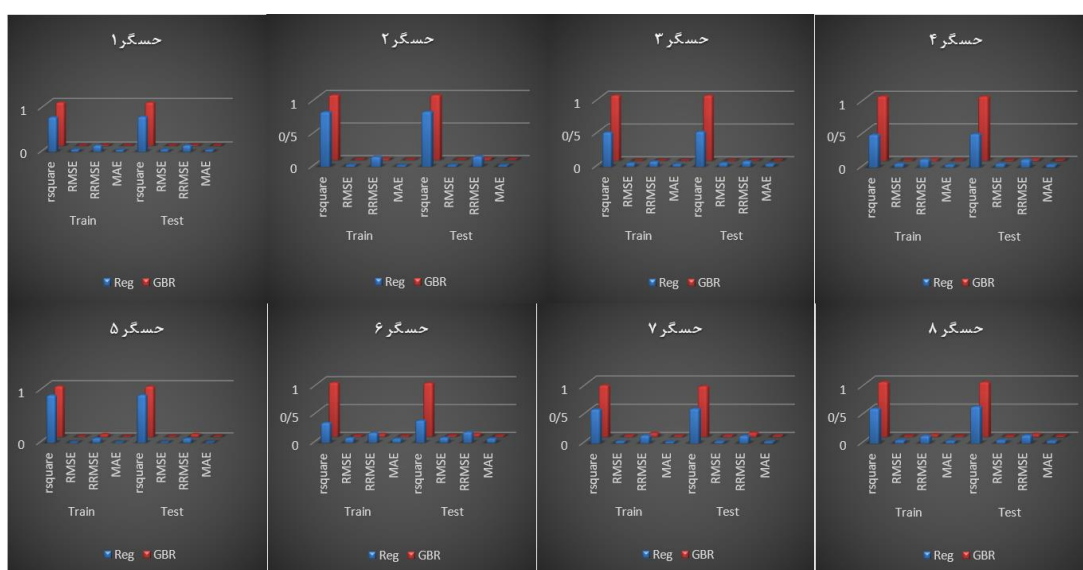 حسگر ۱
1
0
rsquare RMSE RRMSE MAE rsquare RMSE RRMSE MAE
Train Test
Reg GBR
حسگر ۲
1
0/5
0
rsquare RMSE RRMSE MAE rsquare RMSE RRMSE MAE
Train Test
Reg GBR
حسگر ۳
1
0/5
0
rsquare RMSE RRMSE MAE rsquare RMSE RRMSE MAE
Train Test
Reg GBR
حسگر ۴
1
0/5
0
rsquare RMSE RRMSE MAE rsquare RMSE RRMSE MAE
Train Test
Reg GBR
حسگر ۵
1
0
rsquare RMSE RRMSE MAE rsquare RMSE RRMSE MAE
Train Test
Reg GBR
حسگر ۶
1
0/5
0
rsquare RMSE RRMSE MAE rsquare RMSE RRMSE MAE
Train Test
Reg GBR
حسگر ۷
1
0/5
0
rsquare RMSE RRMSE MAE rsquare RMSE RRMSE MAE
Train Test
Reg GBR
حسگر ۸
1
0/5
0
rsquare RMSE RRMSE MAE rsquare RMSE RRMSE MAE
Train Test
Reg GBR